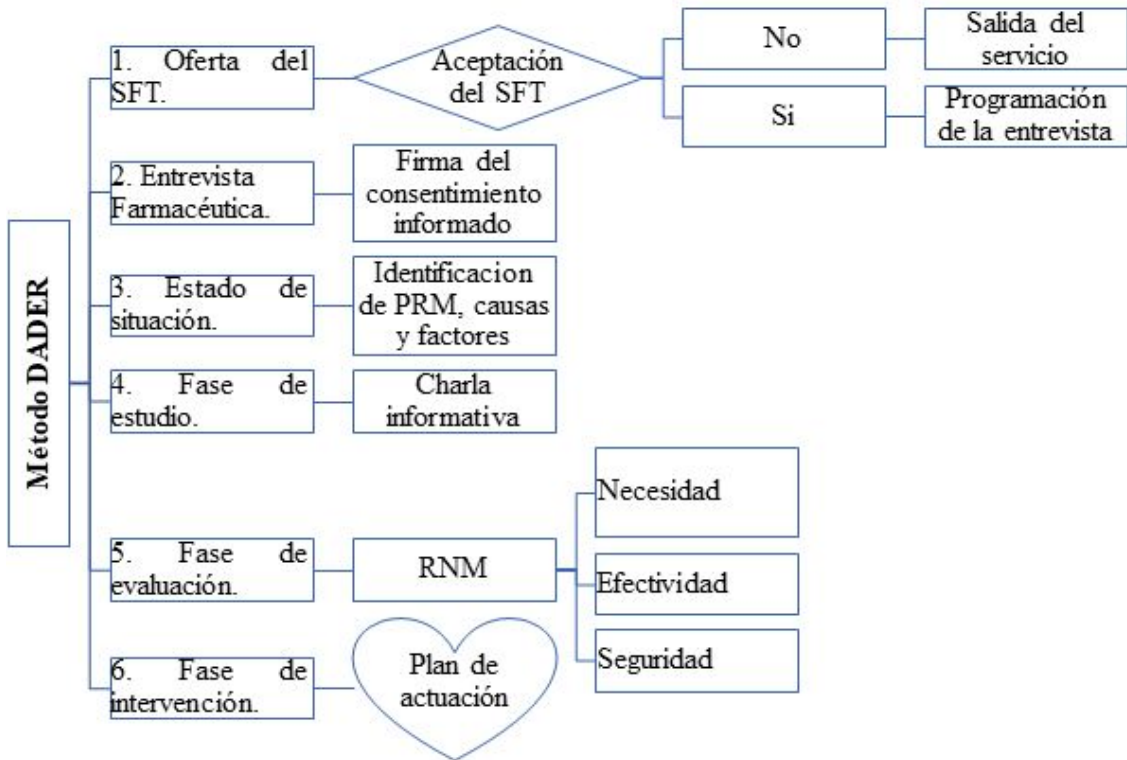 Método DADER
1. Oferta del
SFT.
Aceptación
del SFT
No
Salida del
servicio
Si
Programación
de la entrevista
2. Entrevista
Farmacéutica.
Firma del
consentimiento
informado
3. Estado de
situación.
Identificacion
de PRM, causas
y factores
4. Fase de
estudio.
Charla
informativa
5. Fase de
evaluación.
RNM
Necesidad
Efectividad
Seguridad
6. Fase de
intervención.
Plan de
actuación